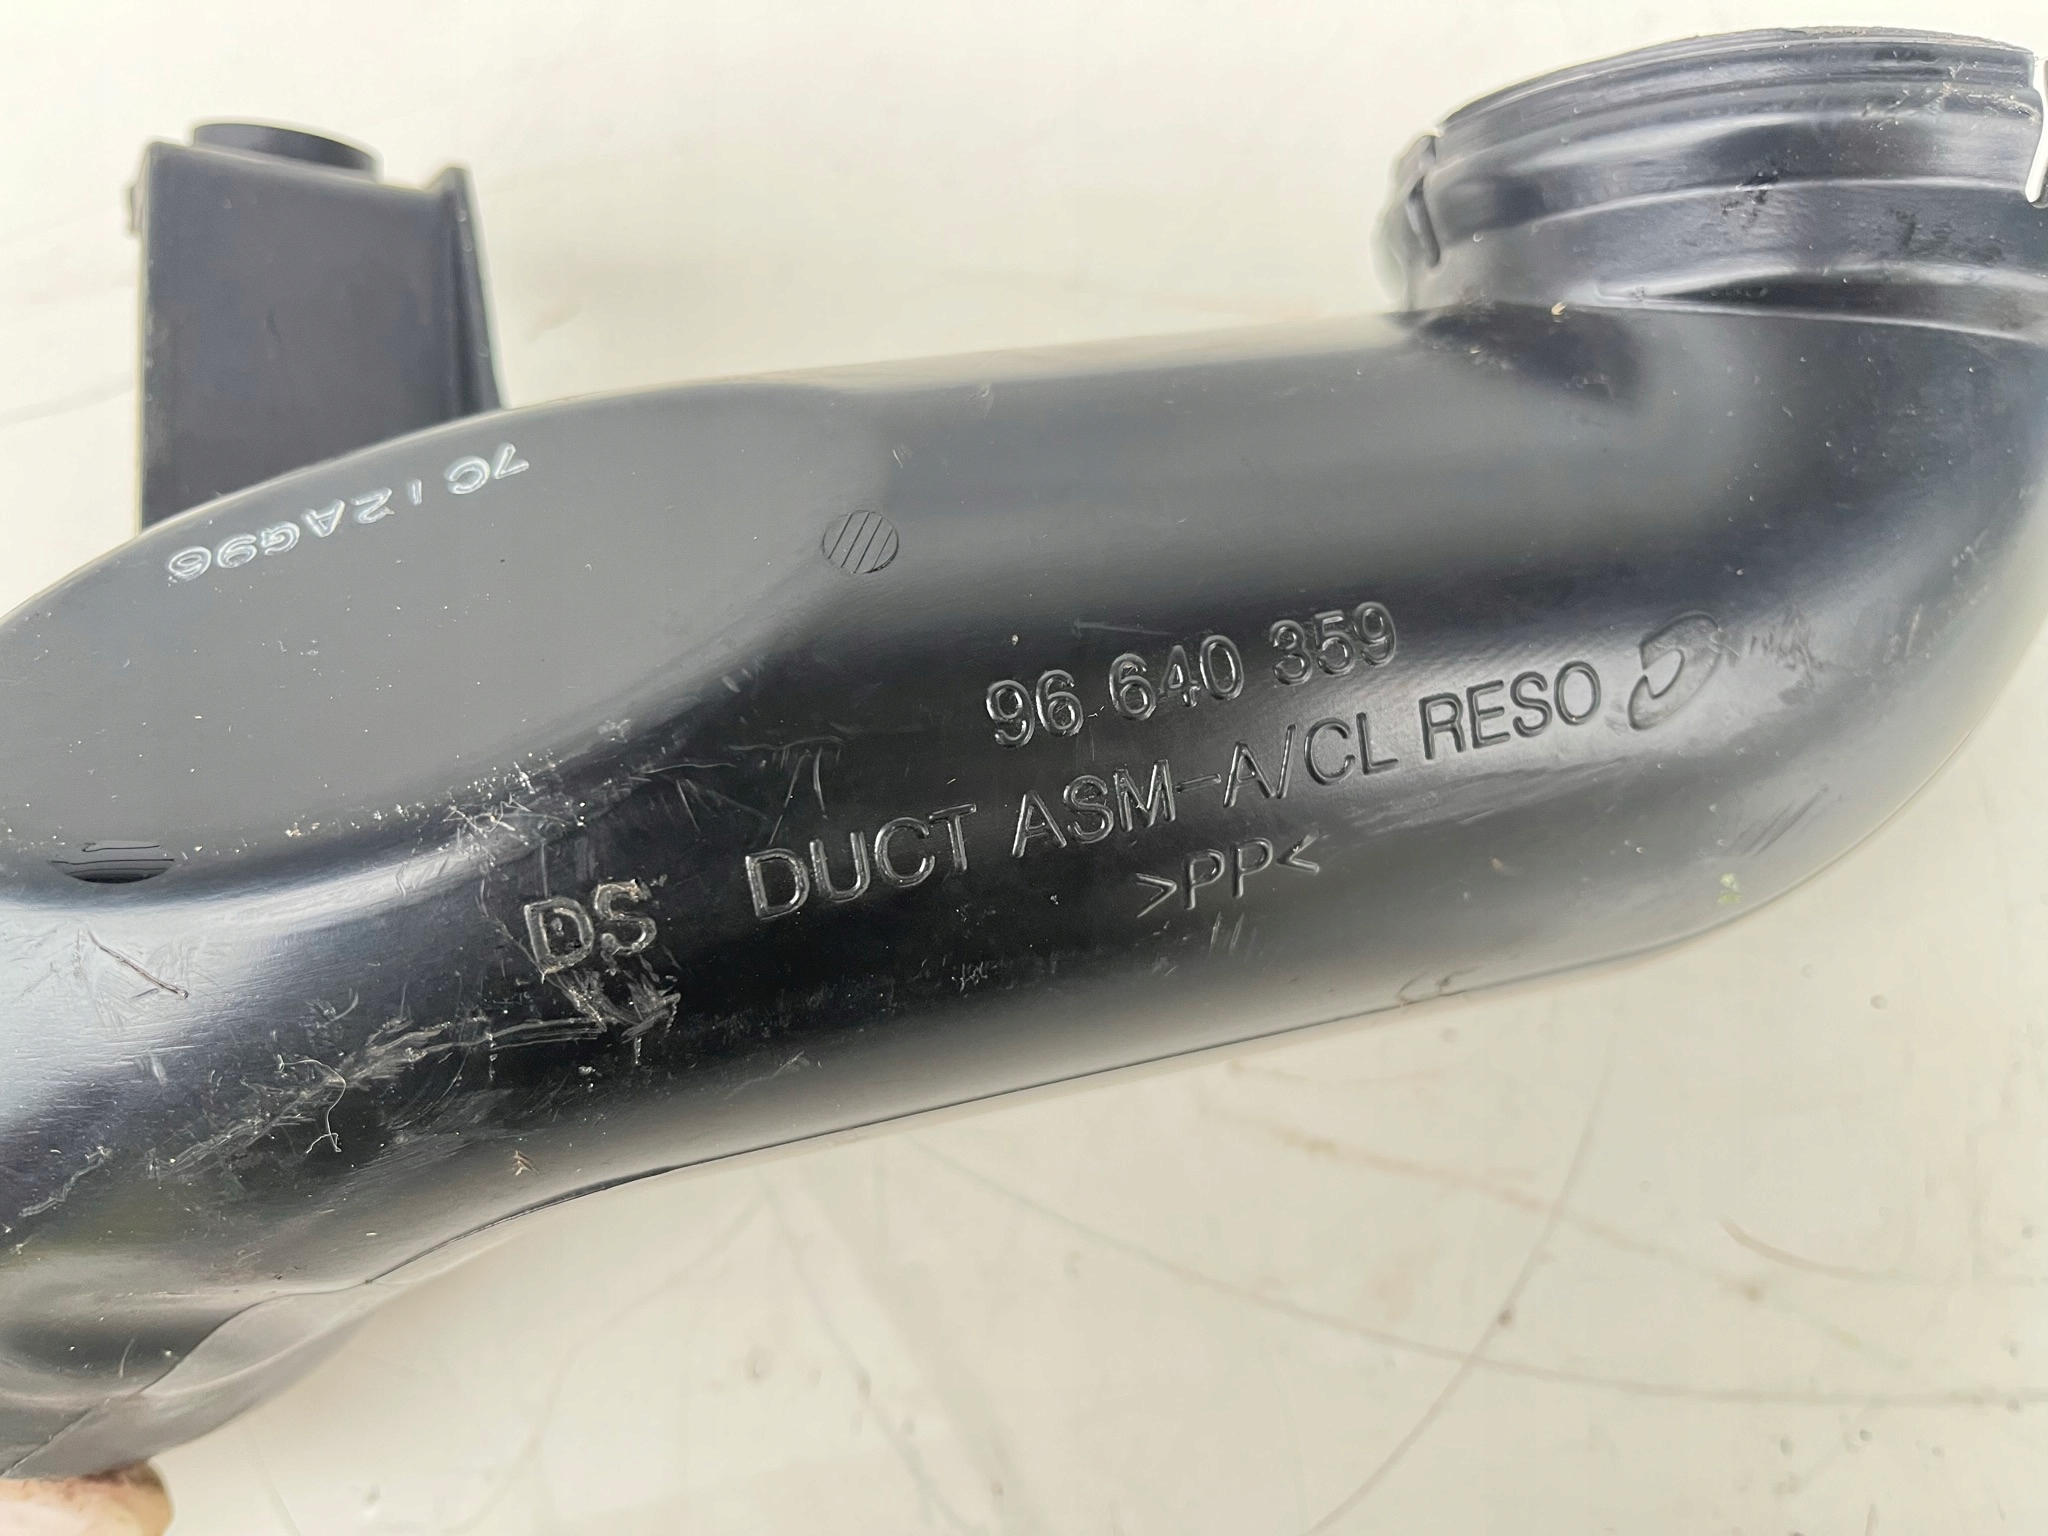 7C12AG96
96 640 359
DUCT ASM-A/CL RESO
DS
>PP<